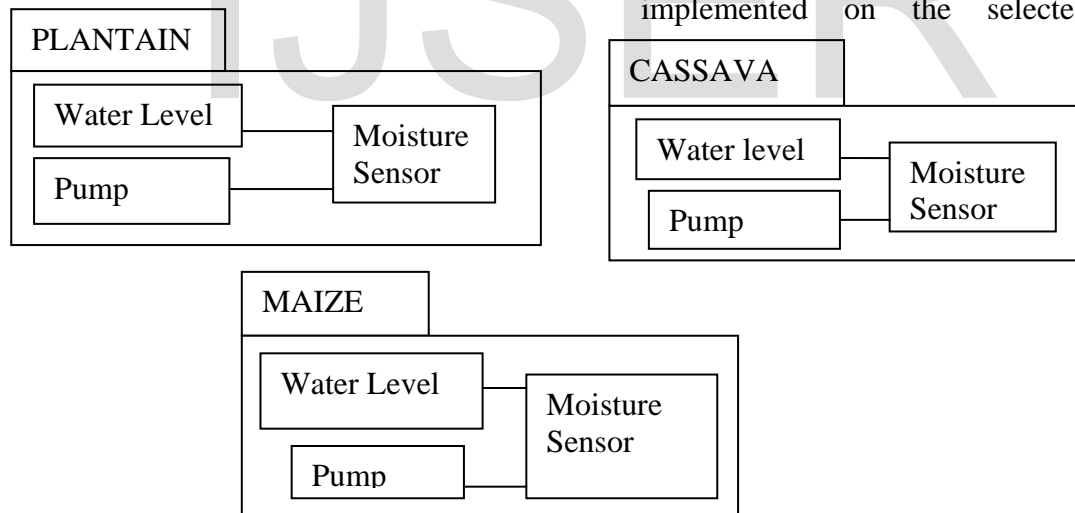 implemented on the selecte
IJSER
PLANTAIN
Water Level
Pump
Moisture
Sensor
CASSAVA
Water level
Pump
Moisture
Sensor
MAIZE
Water Level
Pump
Moisture
Sensor